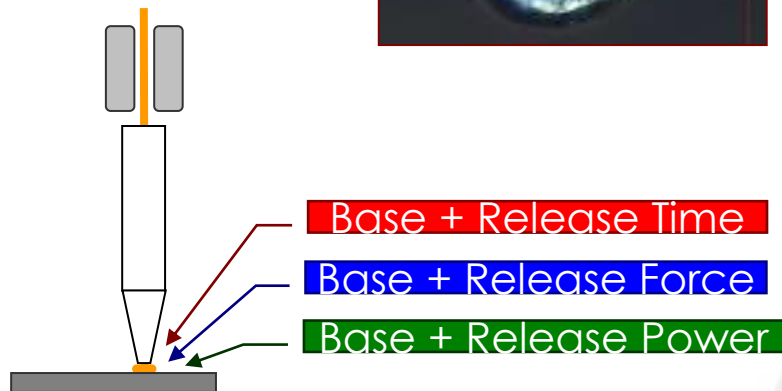 Base + Release Time
Base + Release Force
Base + Release Power